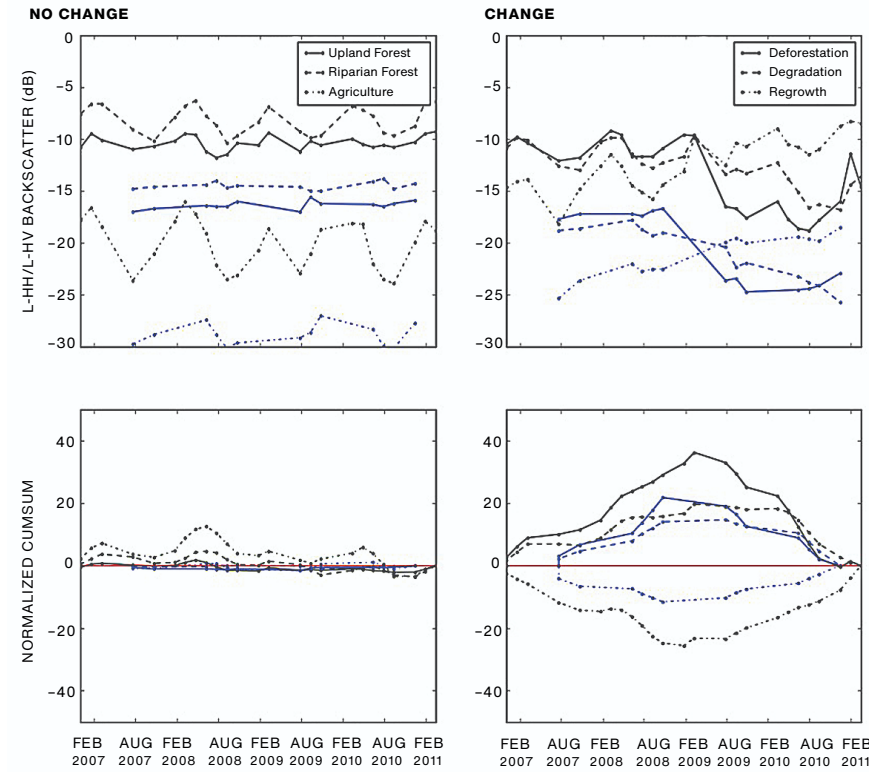 NO CHANGE
CHANGE
L-HH/L-HV BACKSCATTER (dB)
0
−5
−10
−15
−20
−25
−30
Upland Forest
Riparian Forest
Agriculture
0
−5
−10
−15
−20
−25
−30
Deforestation
Degradation
Regrowth
NORMALIZED CUMSUM
40
20
0
−20
−40
FEB AUG FEB AUG FEB AUG FEB AUG FEB
2007 2007 2008 2008 2009 2009 2010 2010 2011
40
20
0
−20
−40
FEB AUG FEB AUG FEB AUG FEB AUG FEB
2007 2007 2008 2008 2009 2009 2010 2010 2011